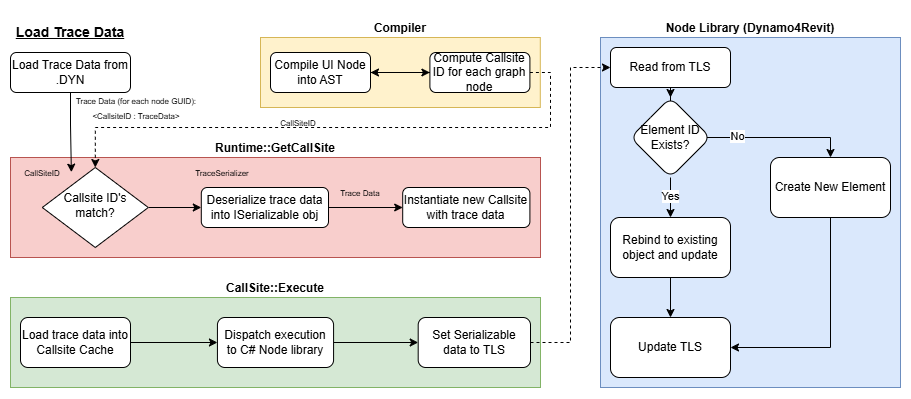 Load Trace Data
Load Trace Data from
.DYN
Trace Data (for each node GUID):
<CallsiteID : TraceData>
Compiler
Compile UI Node
into AST
Compute Callsite
ID for each graph
node
CallSiteID
Runtime::GetCallSite
CallSiteID
Callsite ID's
match?
TraceSerializer
Deserialize trace data
into ISerializable obj
Trace Data
Instantiate new Callsite
with trace data
CallSite::Execute
Load trace data into
Callsite Cache
Dispatch execution
to C# Node library
Set Serializable
data to TLS
Node Library (Dynamo4Revit)
Read from TLS
Element ID
Exists?
No
Create New Element
Yes
Rebind to existing
object and update
Update TLS